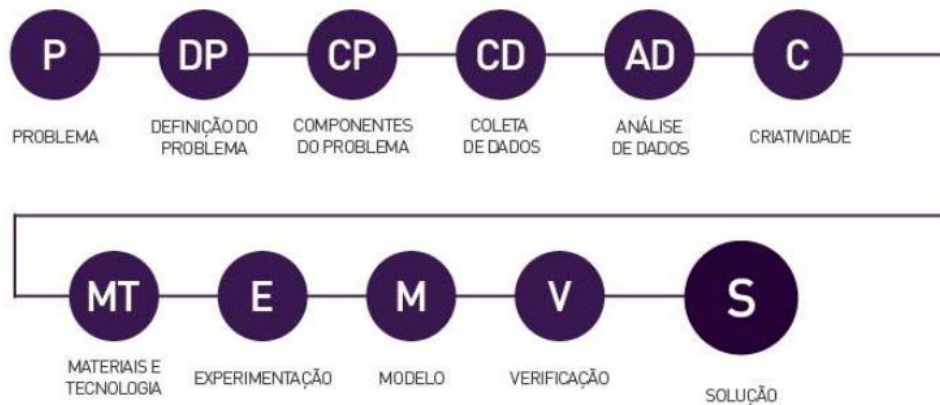 P
DP
CP
CD
AD
C
PROBLEMA
DEFINIÇÃO DO
PROBLEMA
COMPONENTES
DO PROBLEMA
COLETA
DE DADOS
ANÁLISE
DE DADOS
CRIATIVIDADE
MT
E
M
V
S
MATERIAIS E
TECNOLOGIA
EXPERIMENTAÇÃO
MODELO
VERIFICAÇÃO
SOLUÇÃO